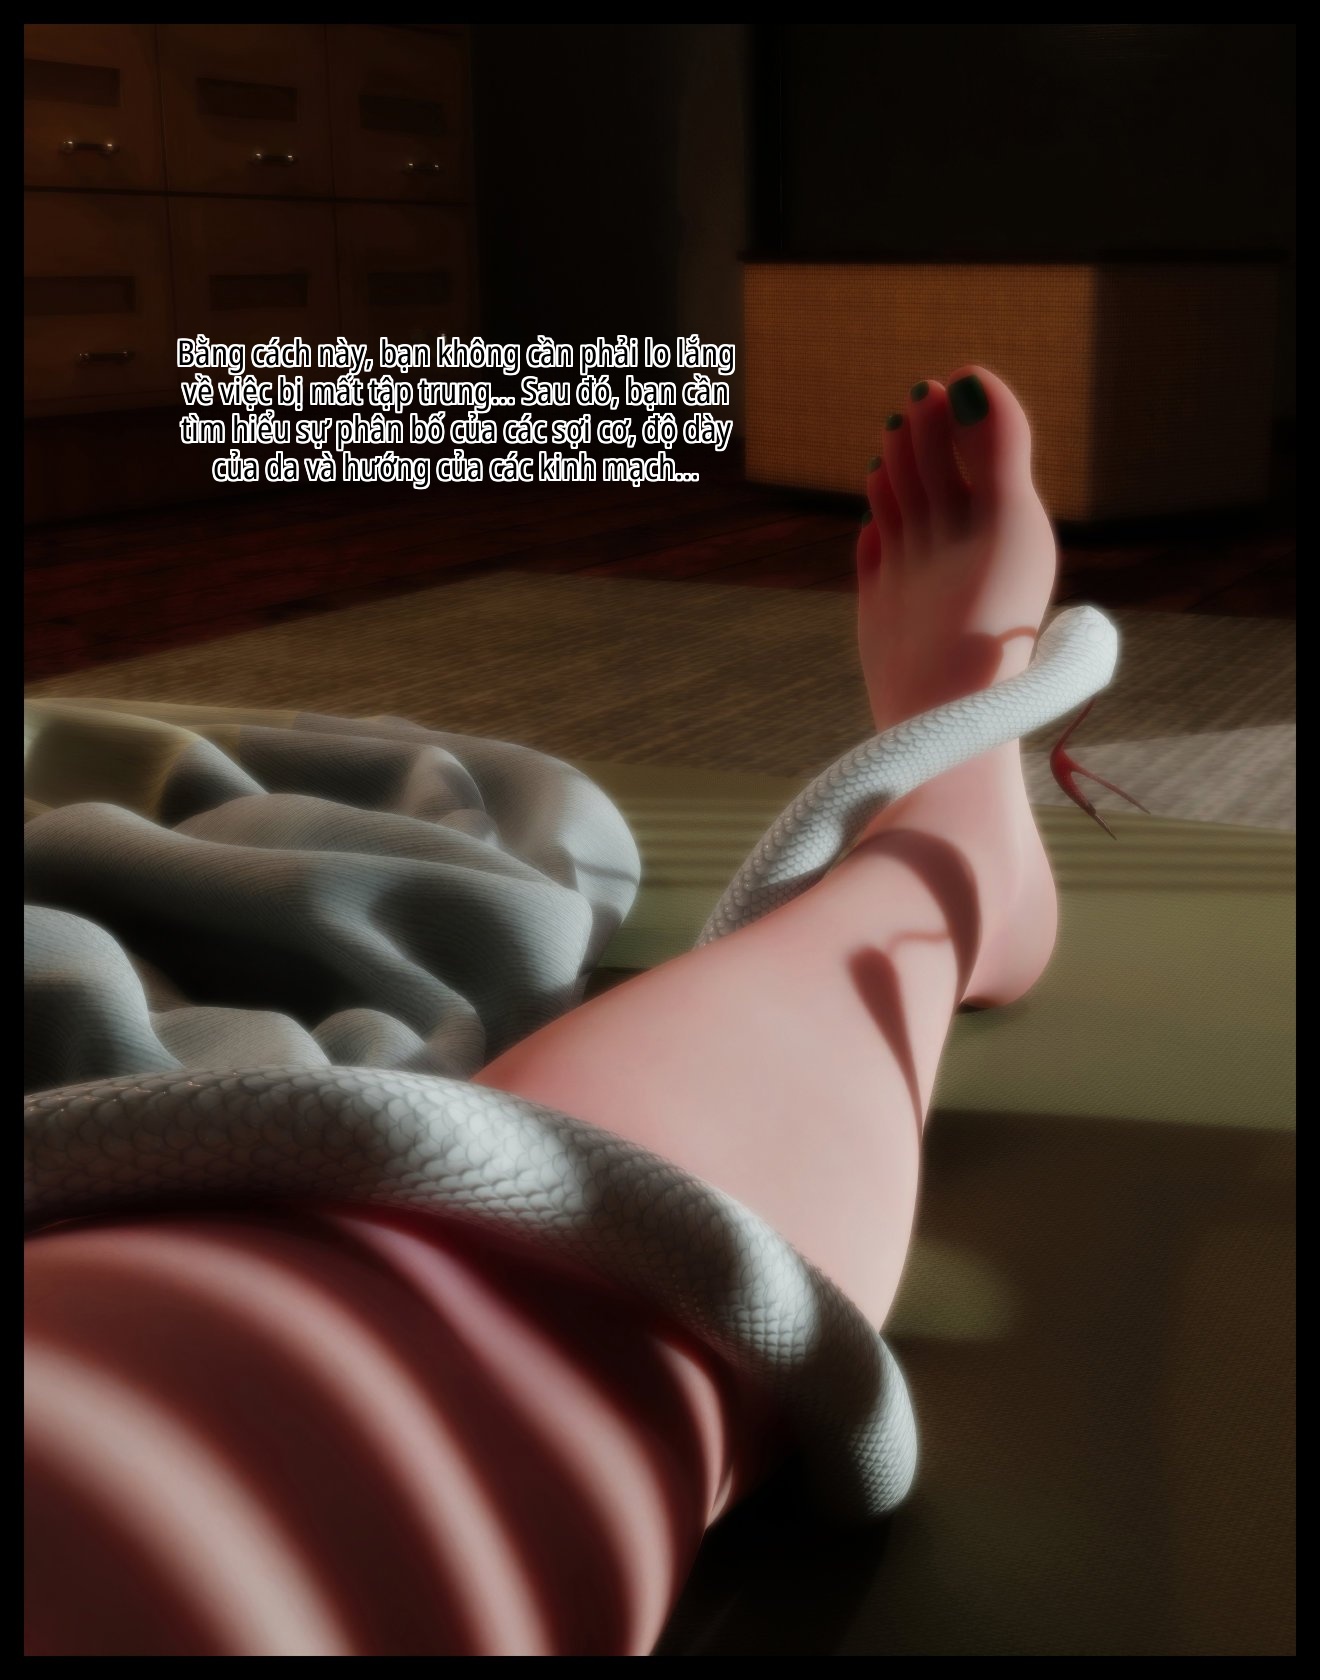 Bằng cách này, bạn không cần phải lo lắng
về việc bị mất tập trung... Sau đó, bạn cần
tìm hiểu sự phân bố của các sợi cơ, độ dày
của da và hướng của các kinh mạch...